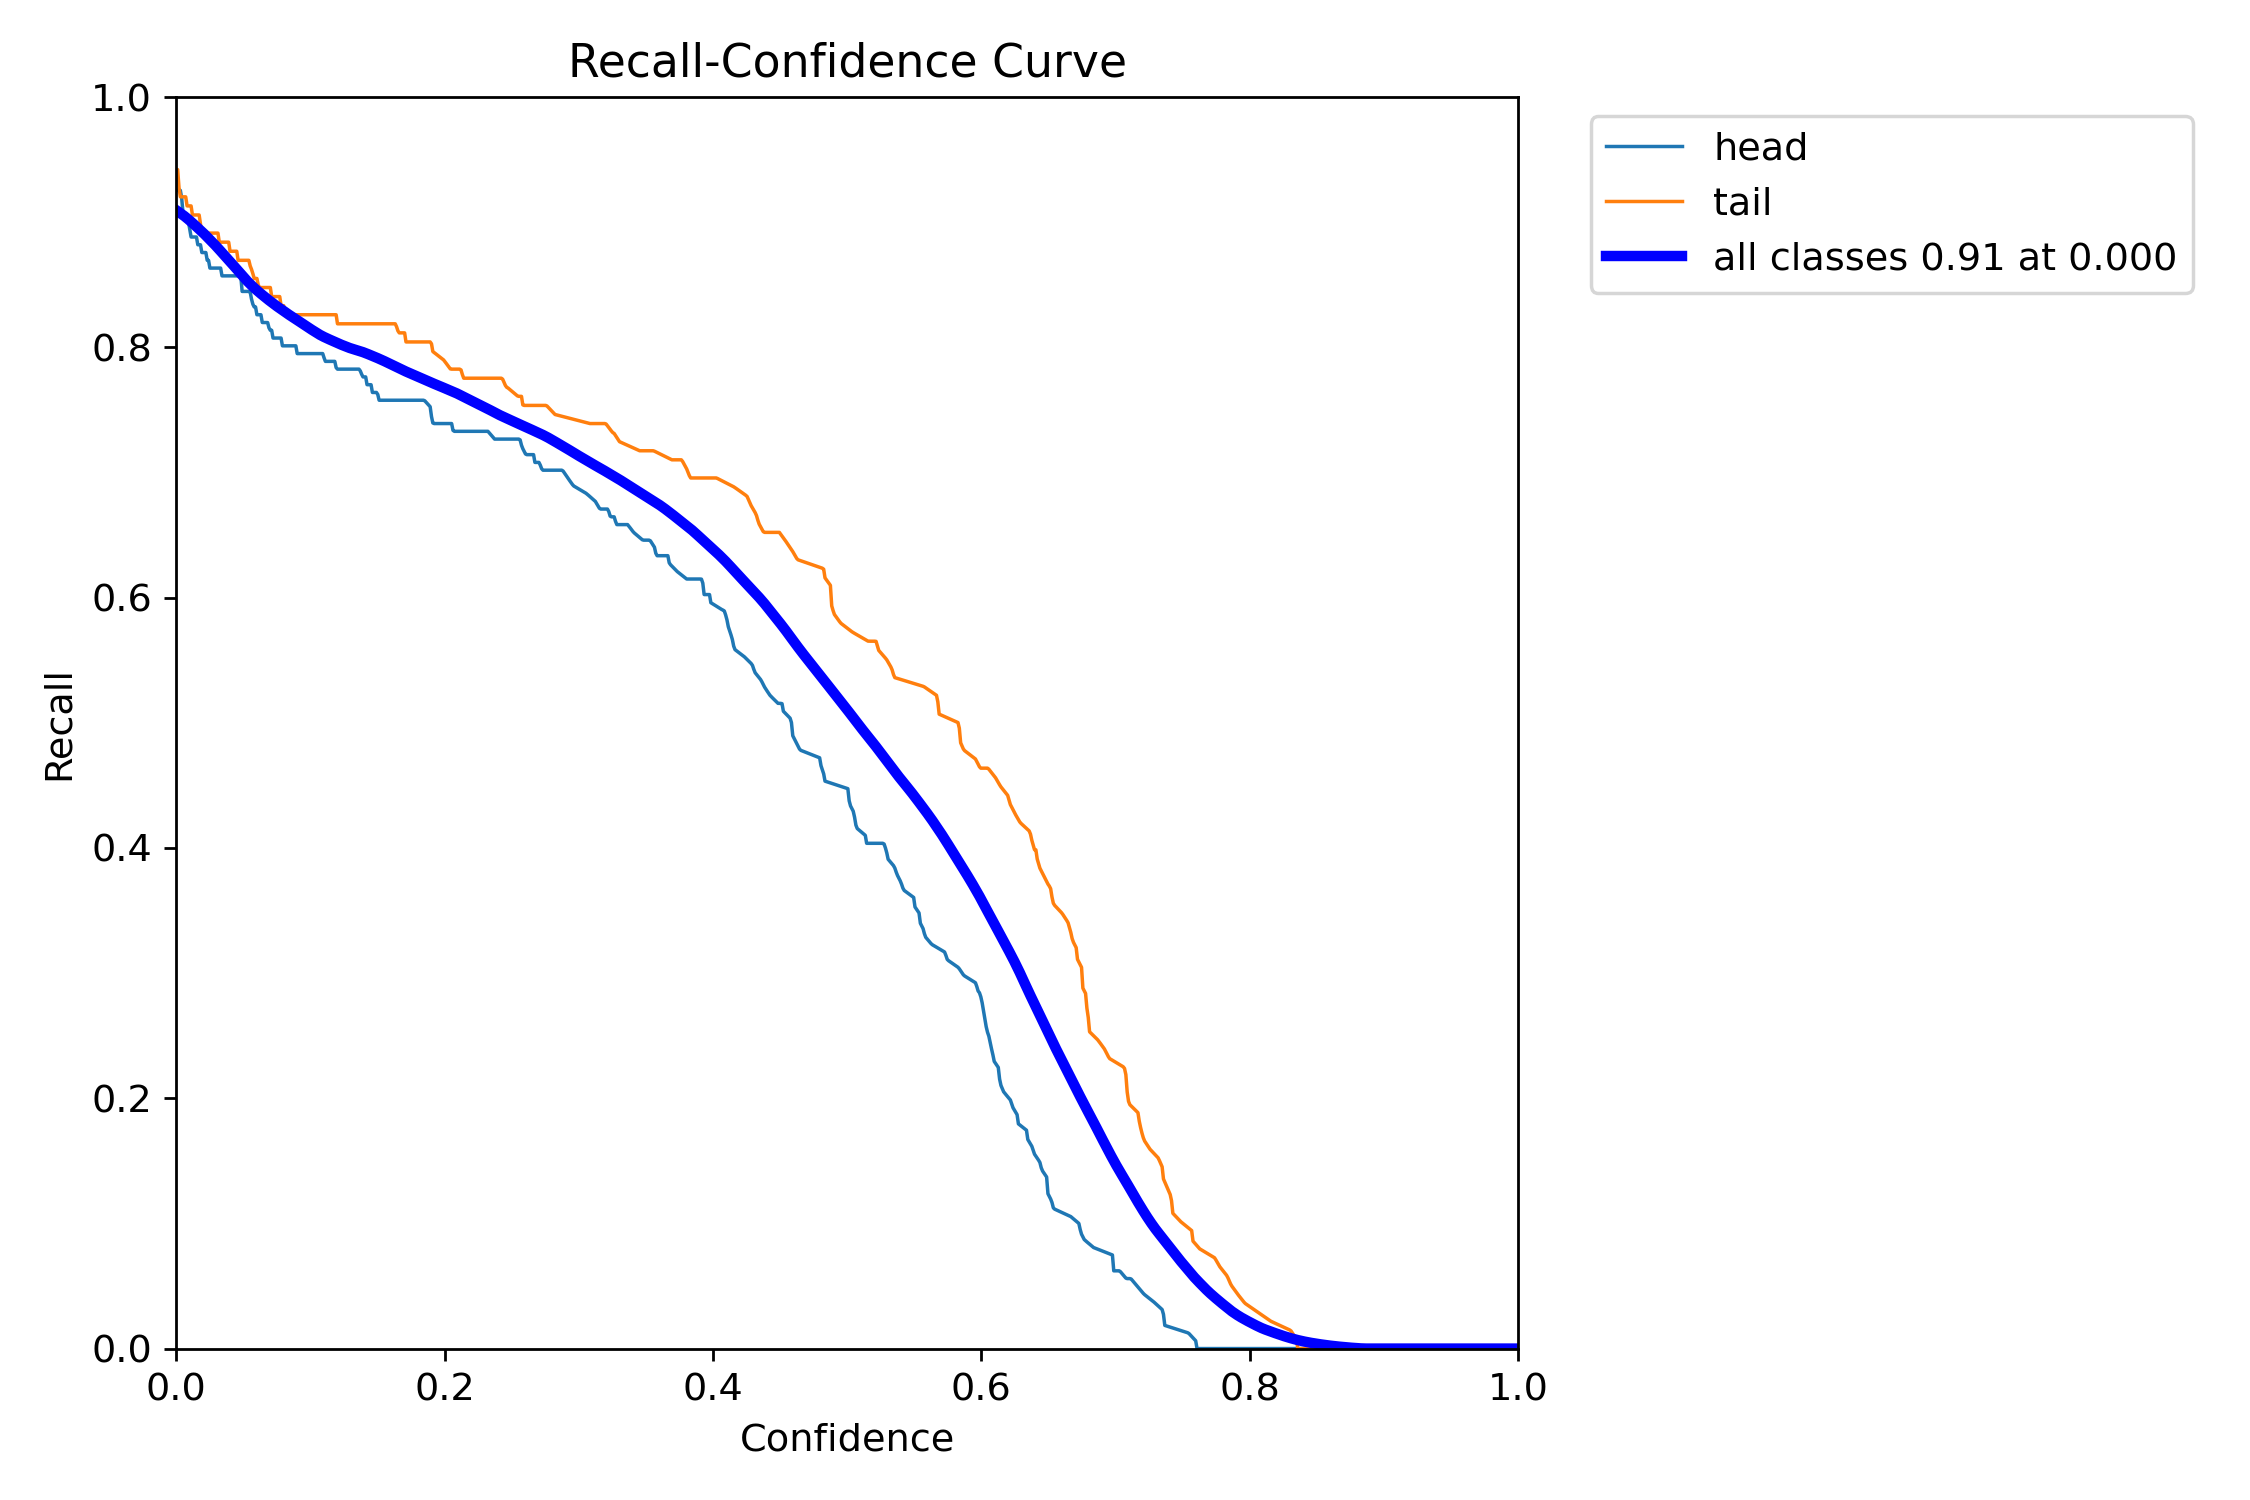 Recall-Confidence Curve
1.0
0.8
0.6
0.4
0.2
0.0
Recall
0.0 0.2 0.4 0.6 0.8 1.0
Confidence
head
tail
all classes 0.91 at 0.000